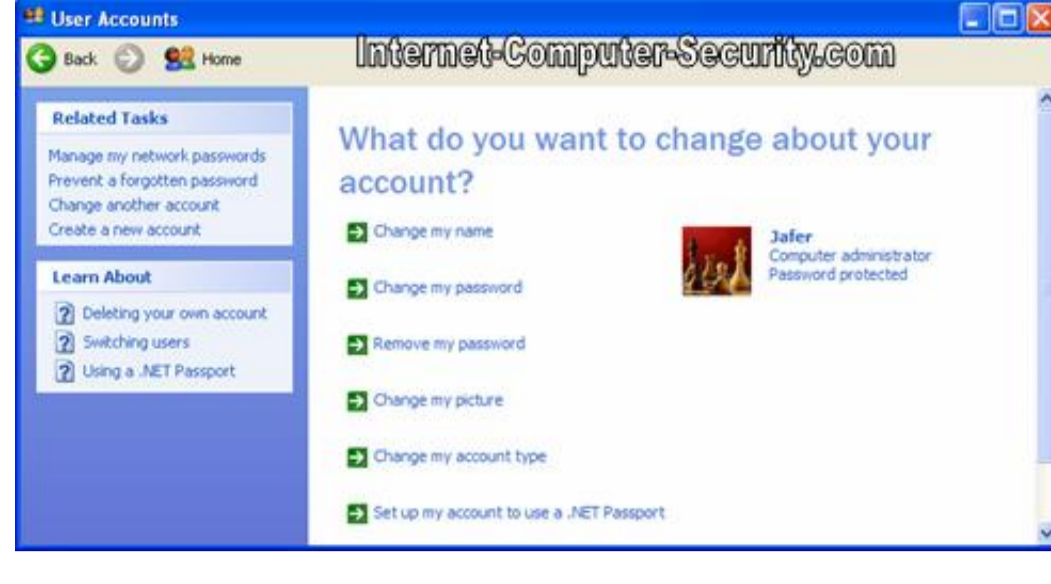 User Accounts
Back
Home
Internet-Computer-Security.com
Related Tasks
Manage my network passwords
Prevent a forgotten password
Change another account
Create a new account
Learn About
Deleting your own account
Switching users
Using a .NET Passport
What do you want to change about your
account?
Change my name
Change my password
Remove my password
Change my picture
Change my account type
Set up my account to use a .NET Passport
Jafer
Computer administrator
Password protected